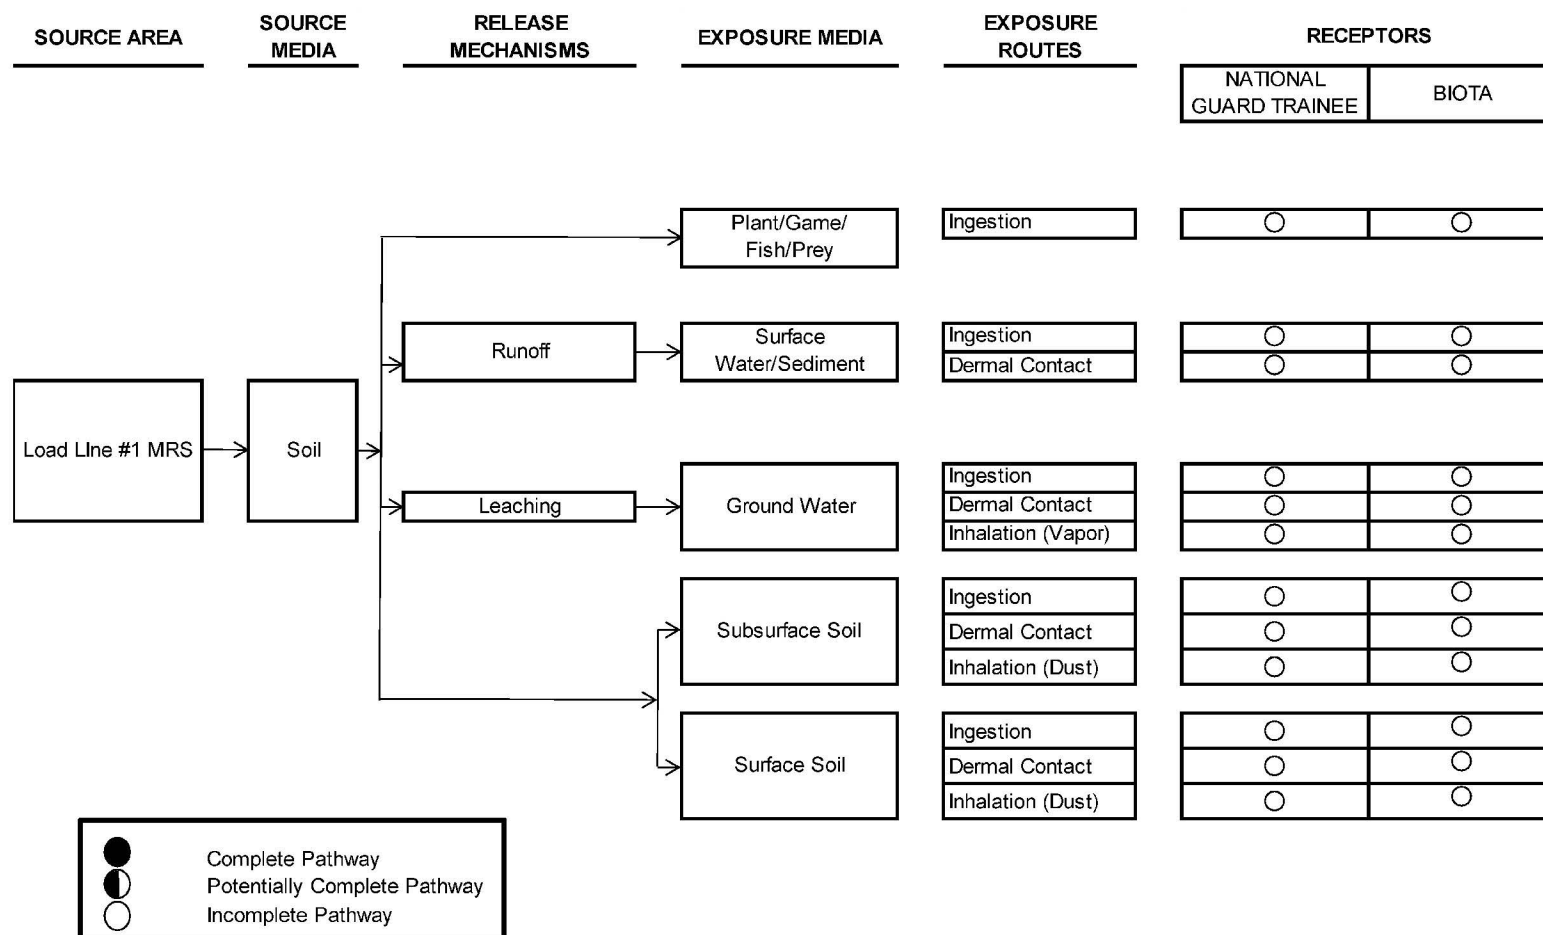 SOURCE AREA
SOURCE
MEDIA
RELEASE
MECHANISMS
EXPOSURE MEDIA
EXPOSURE
ROUTES
RECEPTORS
NATIONAL
GUARD TRAINEE
BIOTA
Plant/Game/
Fish/Prey
Ingestion
Runoff
Surface
Water/Sediment
Ingestion
Dermal Contact
Load LIne #1 MRS
Soil
Leaching
Ground Water
Ingestion
Dermal Contact
Inhalation (Vapor)
Subsurface Soil
Ingestion
Dermal Contact
Inhalation (Dust)
Surface Soil
Ingestion
Dermal Contact
Inhalation (Dust)
Complete Pathway
Potentially Complete Pathway
Incomplete Pathway